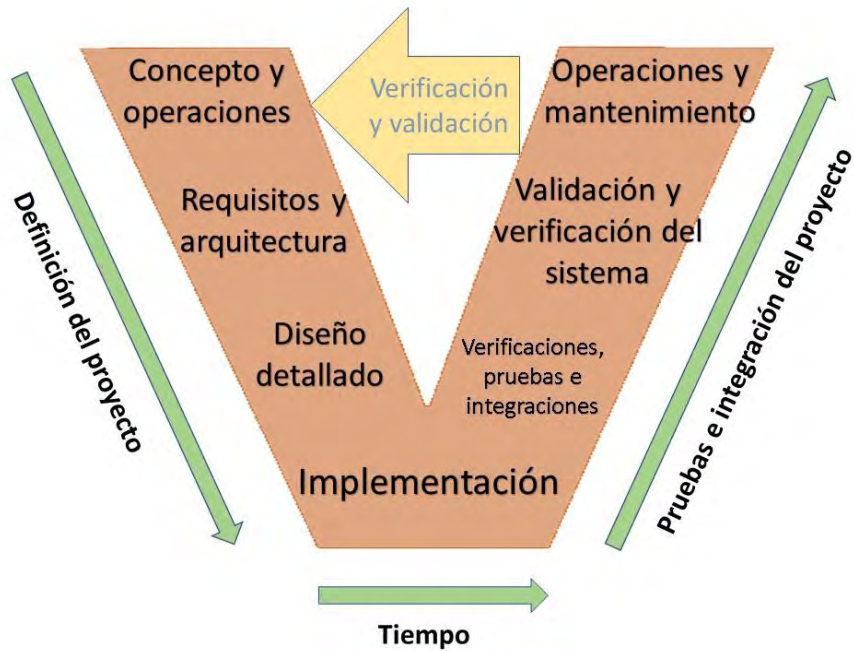 Concepto y
operaciones
Verificación
y validación
Operaciones y
mantenimiento
Requisitos y
arquitectura
Validación y
verificación del
sistema
Definición del proyecto
Pruebas e integración del proyecto
Diseño
detallado
Verificaciones,
pruebas e
integraciones
Implementación
Tiempo